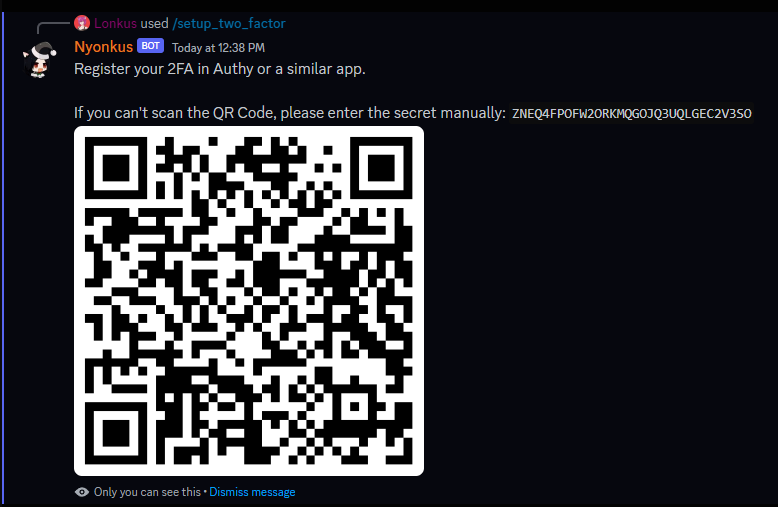 Lonkus used /setup_two_factor
Nyonkus BOT Today at 12:38 PM
Register your 2FA in Authy or a similar app.
If you can't scan the QR Code, please enter the secret manually: ZNEQ4FPOFW2ORKMQGOJQ3UQLGEC2V3SO
Only you can see this • Dismiss message